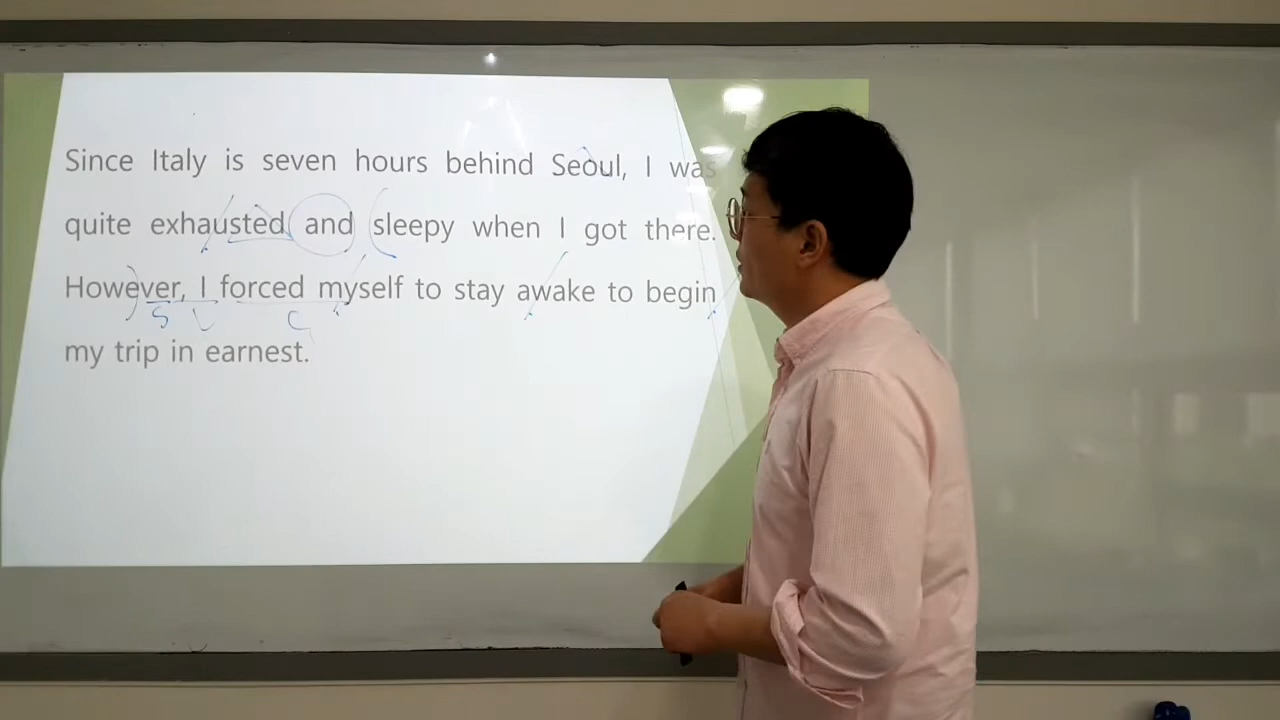 Since Italy is seven hours behind Seoul, I was
quite exhausted and sleepy when I got there.
However, I forced myself to stay awake to begin
S V C
my trip in earnest.